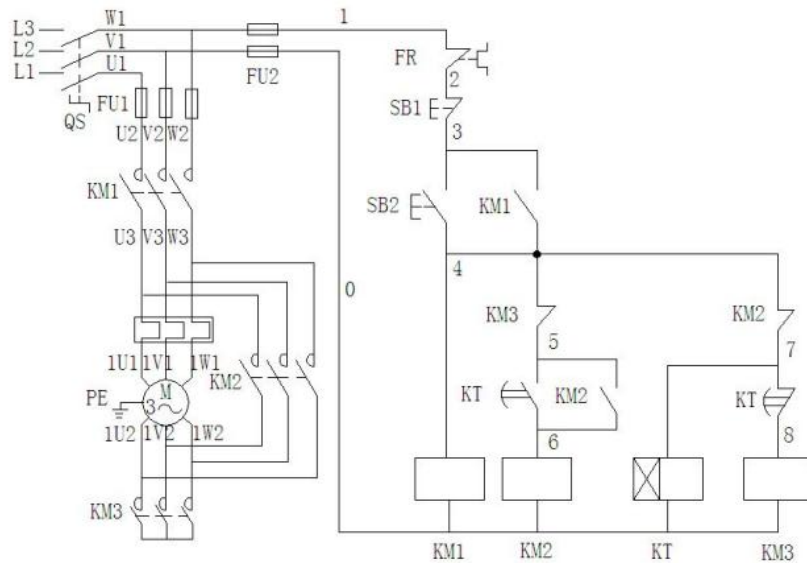 L3 W1 1
L2 V1
L1 U1 FR
FU2 2
FU1 SB1
QS U2 V2 W2 3
KM1 SB2 KM1
U3 V3 W3 4
0
KM3 KM2
5 7
1U1 1V1 1W1
KM2 KT KM2 KT
PE M
3
1U2 1V2 1W2 6 8
KM3
KM1 KM2 KT KM3